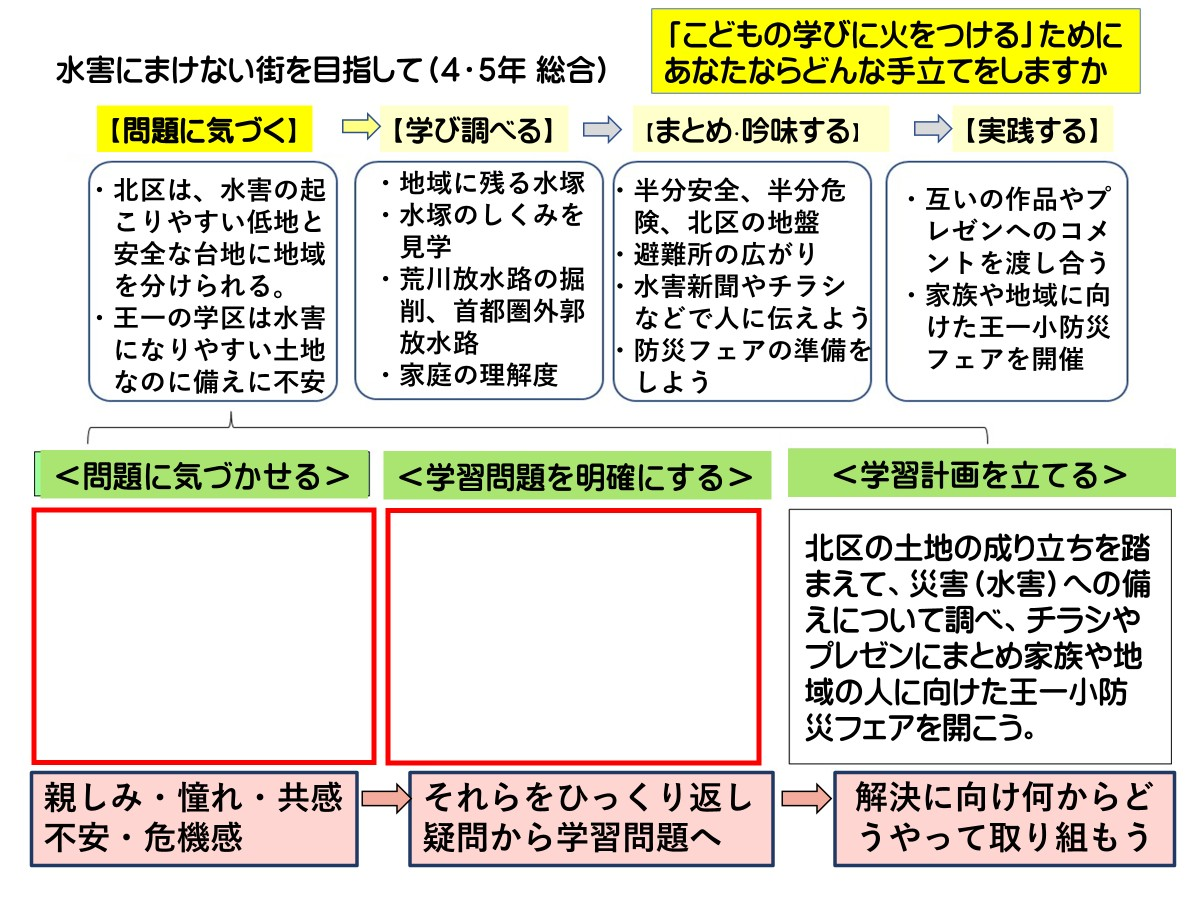 水害にまけない街を目指して（４・５年 総合）
「こどもの学びに火をつける」ために
あなたならどんな手立てをしますか
【問題に気づく】
【学び調べる】
【まとめ・吟味する】
【実践する】
・北区は、水害の起
こりやすい低地と
安全な台地に地域
を分けられる。
・王一の学区は水害
になりやすい土地
なのに備えに不安
・地域に残る水塚
・水塚のしくみを
見学
・荒川放水路の掘
削、首都圏外郭
放水路
・家庭の理解度
・半分安全、半分危
険、北区の地盤
・避難所の広がり
・水害新聞やチラシ
などで人に伝えよう
・防災フェアの準備を
しよう
・互いの作品やプ
レゼンへのコメ
ントを渡し合う
・家族や地域に向
けた王一小防災
フェアを開催
＜問題に気づかせる＞
＜学習問題を明確にする＞
＜学習計画を立てる＞
北区の土地の成り立ちを踏
まえて、災害（水害）への備
えについて調べ、チラシや
プレゼンにまとめ家族や地
域の人に向けた王一小防
災フェアを開こう。
親しみ・憧れ・共感
不安・危機感
それらをひっくり返し
疑問から学習問題へ
解決に向け何からど
うやって取り組もう